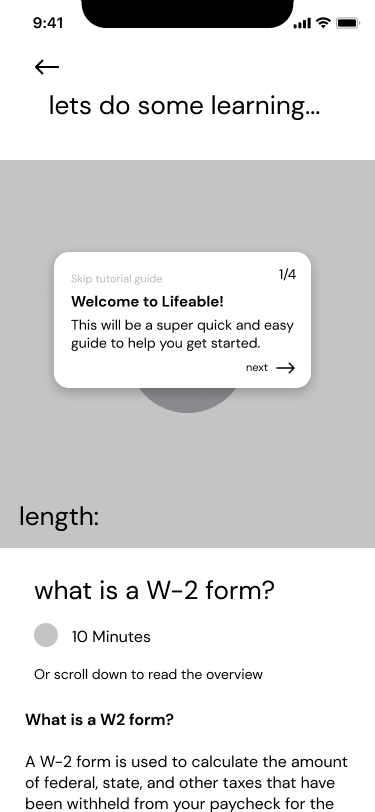 9:41
lets do some learning...
Skip tutorial guide
1/4
Welcome to Lifeable!
This will be a super quick and easy
guide to help you get started.
next
length:
what is a W-2 form?
10 Minutes
Or scroll down to read the overview
What is a W2 form?
A W-2 form is used to calculate the amount
of federal, state, and other taxes that have
been withheld from your paycheck for the